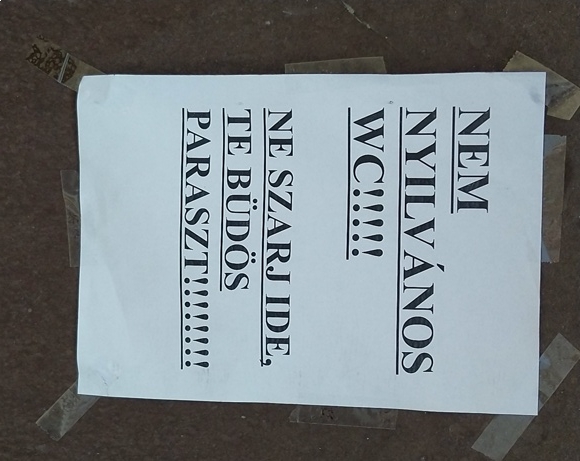 NEM
NYILVÁNOS
WC!!!!!
NE SZARJ IDE,
TE BÜDÖS
PARASZT!!!!!!!!